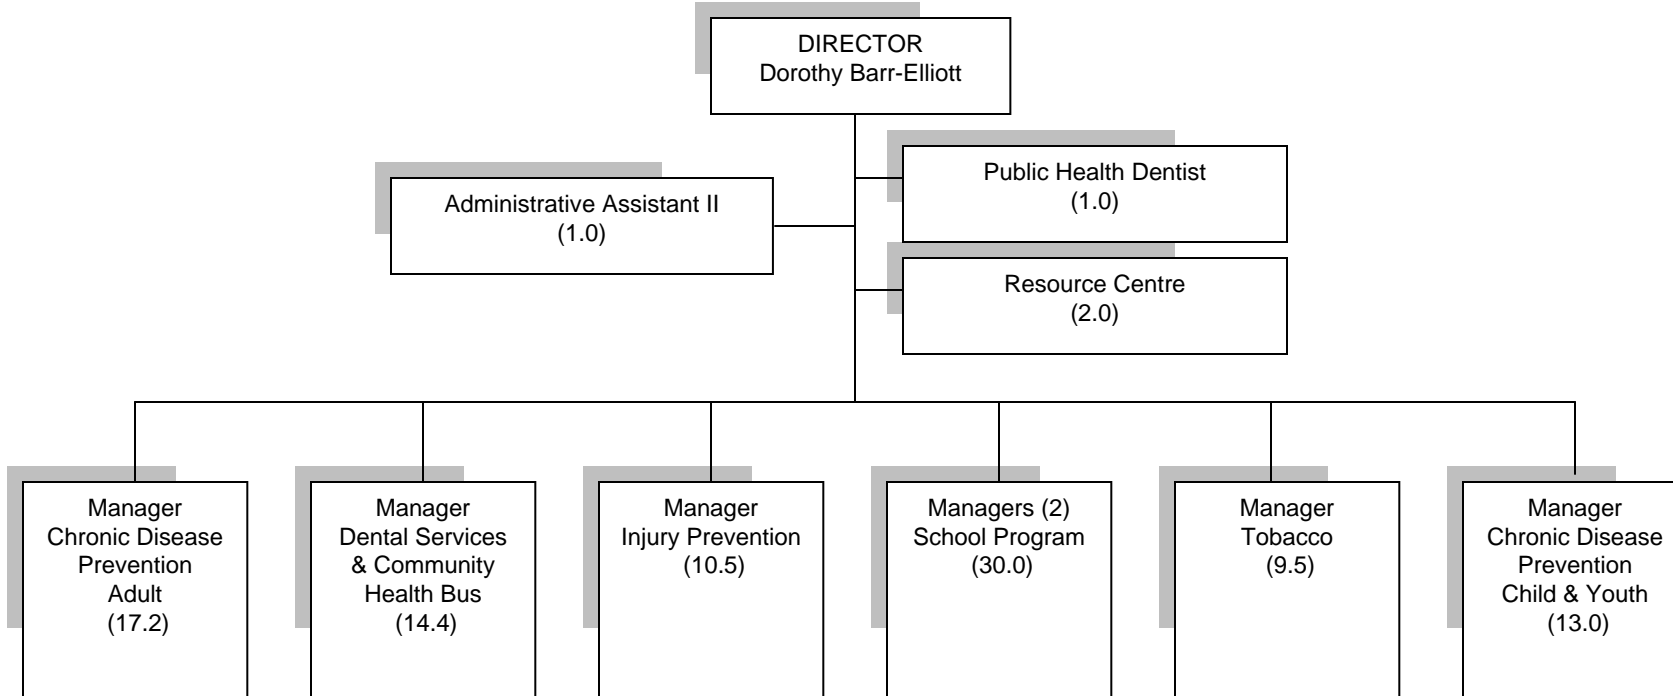 DIRECTOR
Dorothy Barr-Elliott
Public Health Dentist
(1.0)
Administrative Assistant II
(1.0)
Resource Centre
(2.0)
Manager
Chronic Disease
Prevention
Adult
(17.2)
Manager
Dental Services
& Community
Health Bus
(14.4)
Manager
Injury Prevention
(10.5)
Managers (2)
School Program
(30.0)
Manager
Tobacco
(9.5)
Manager
Chronic Disease
Prevention
Child & Youth
(13.0)